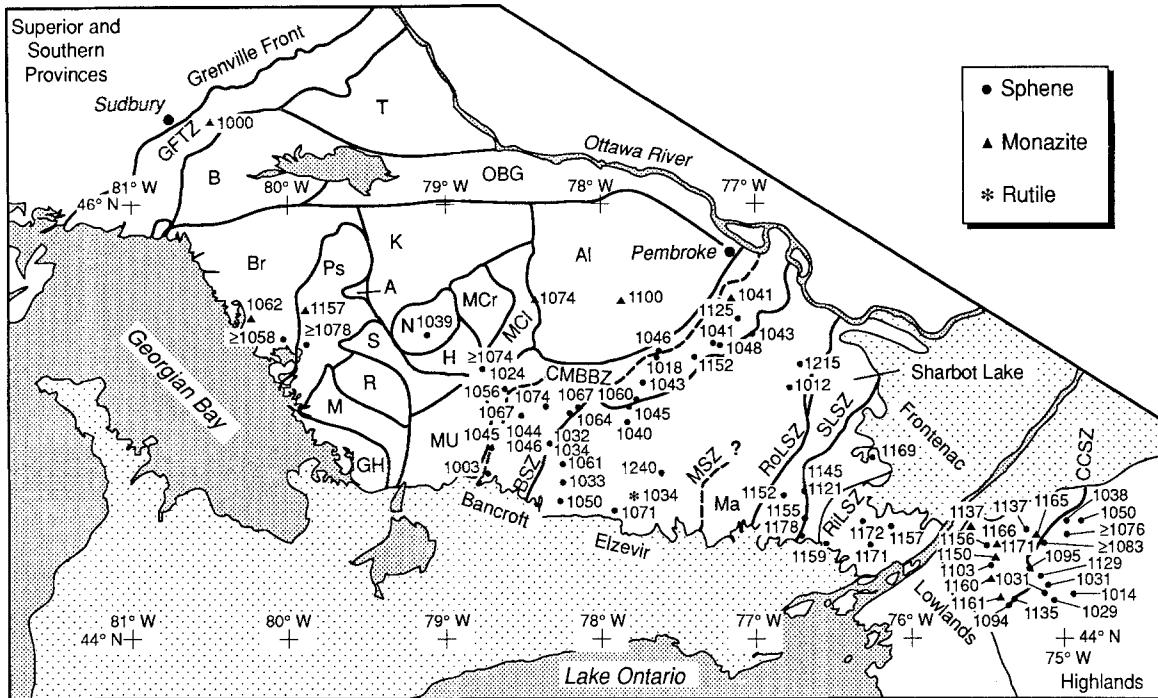 Superior and
Southern
Provinces
Grenville Front
Sudbury
GFTZ
1000
T
B
OBG
Ottawa River
Sphene
Monazite
Rutile
81° W
46° N
80° W
79° W
78° W
77° W
Br
Ps
K
A
Al
Pembroke
N
1039
MCr
MCl
S
H
R
M
GH
MU
1062
≥1058
1157
≥1078
1074
1100
1041
1125
1041
1043
1048
1046
1018
1152
≥1074
1024
CMBBZ
1043
1056
1074
1067
1060
1067
1064
1045
1044
1040
1045
1046
1032
1034
1003
BSZ
1061
1033
1050
1240
1034
1071
MSZ ?
Ma
RoLSZ
SLSZ
1215
1012
Sharbot Lake
Frontenac
1169
1145
1121
1152
1155
1178
1159
RiLSZ
1172
1157
1171
Georgian Bay
Bancroft
Elzevir
CCSZ
1137
1137
1165
1038
1050
1156
1166
≥1076
1150
1171
≥1083
1103
1095
1129
1160
1031
1031
1161
1014
1094
1135
1029
Lowlands
Highlands
44° N
80° W
79° W
78° W
77° W
76° W
44° N
75° W
Lake Ontario